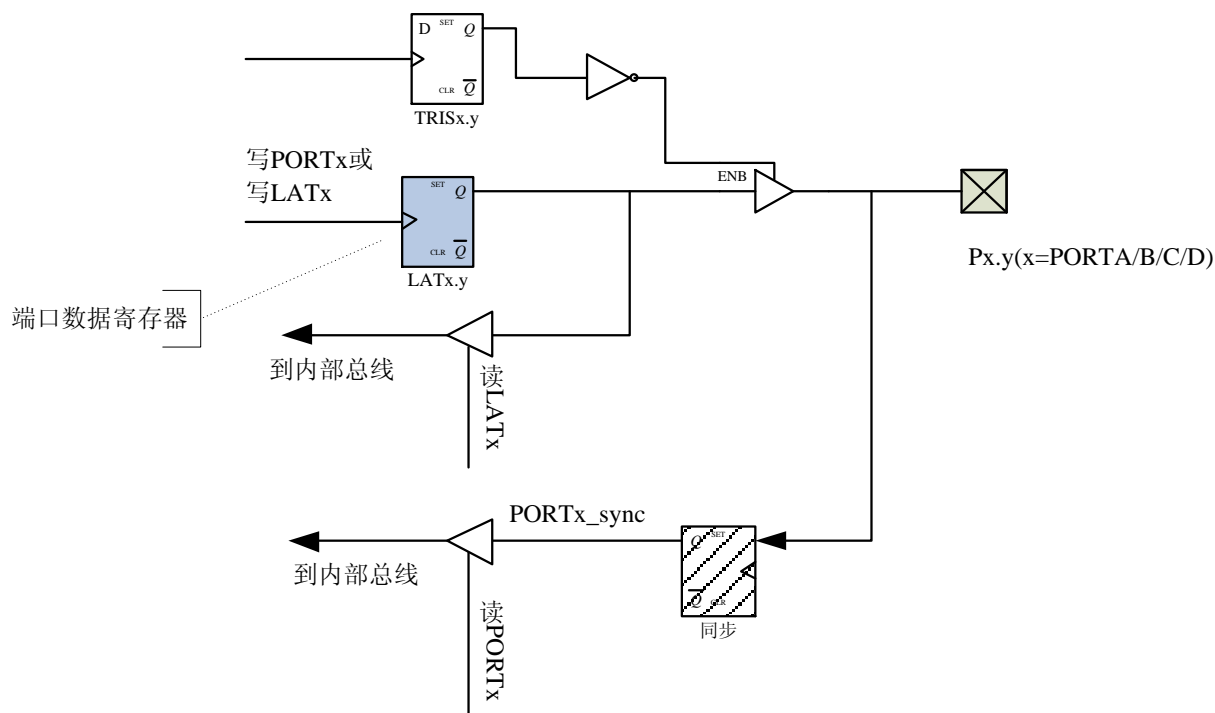 D SET Q
CLR Q
TRISx.y
写PORTx或
写LATx
SET Q
CLR Q
LATx.y
ENB
Px.y(x=PORTA/B/C/D)
端口数据寄存器
到内部总线
读LATx
PORTx_sync
Q SET
Q CLR
同步
到内部总线
读PORTx